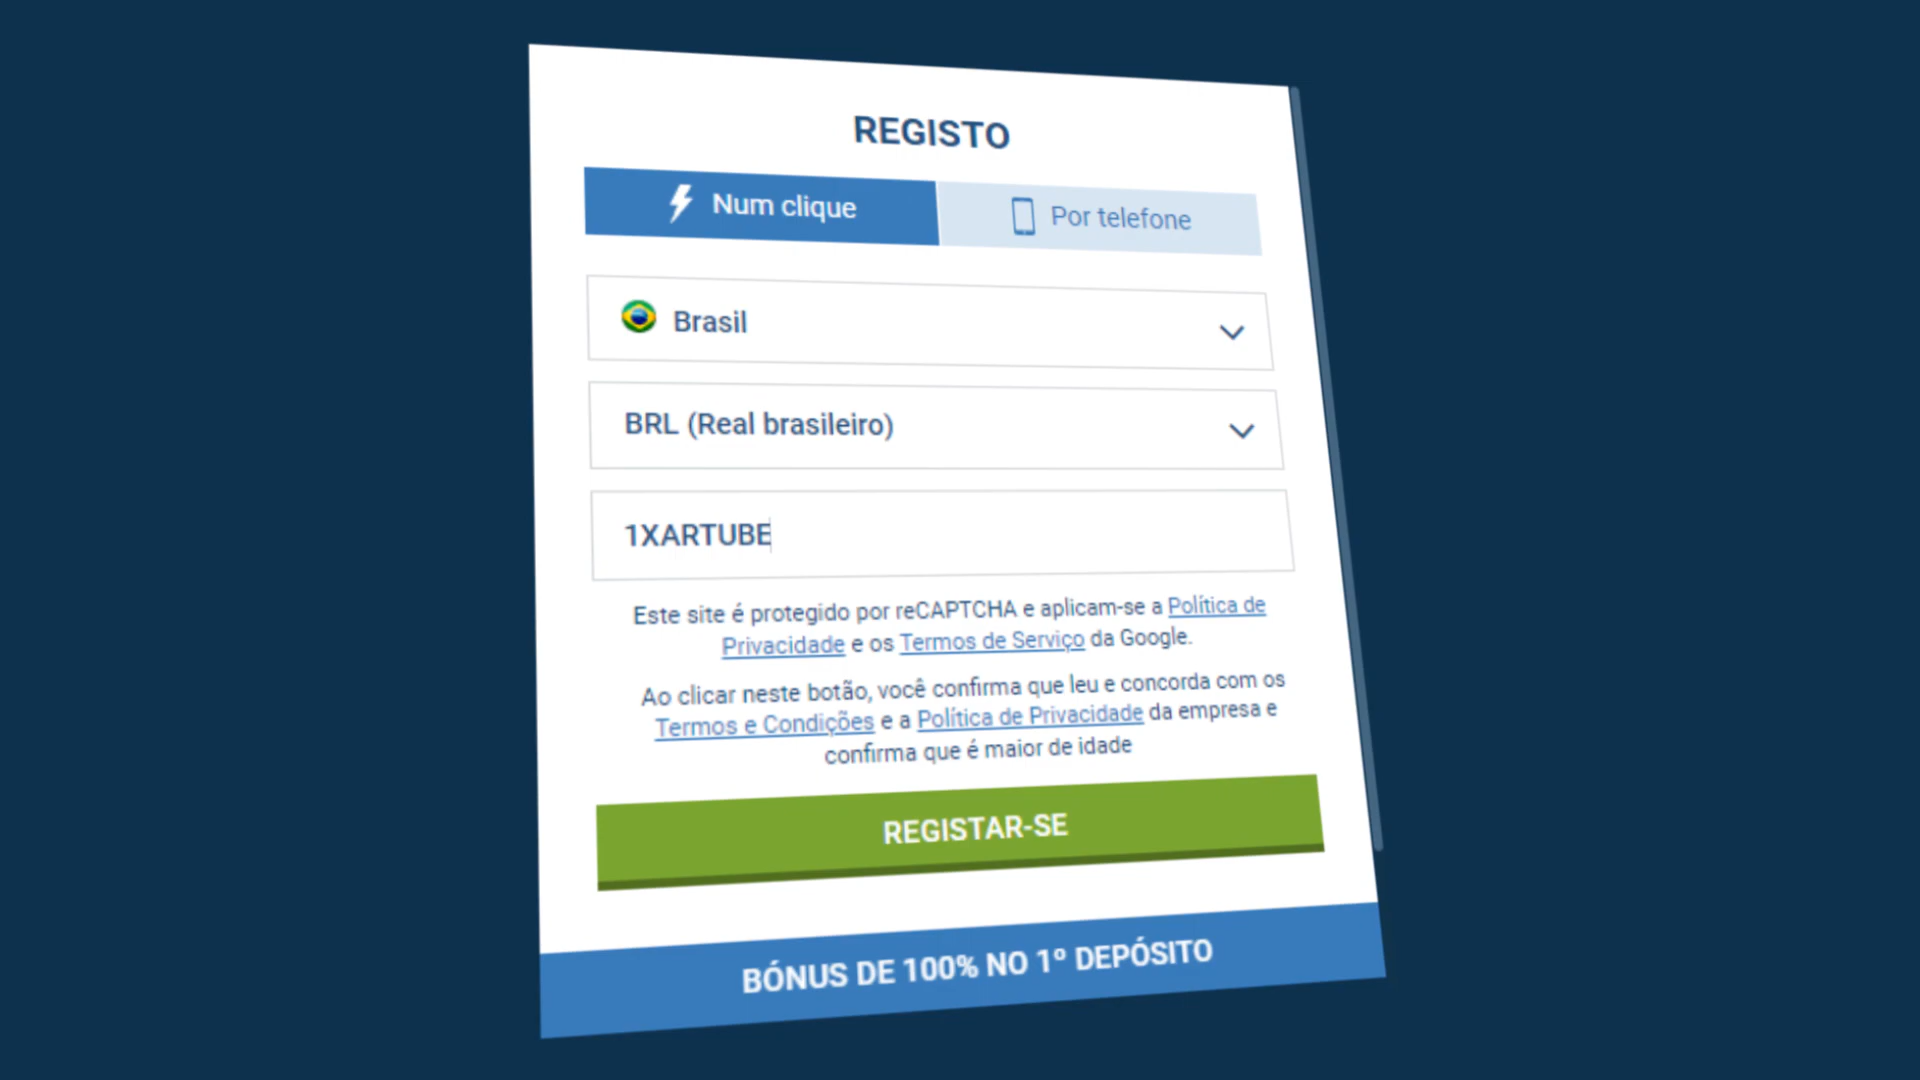 REGISTO
Num clique
Por telefone
Brasil
BRL (Real brasileiro)
1XARTUBE
Este site é protegido por reCAPTCHA e aplicam-se a Política de
Privacidade e os Termos de Serviço da Google.
Ao clicar neste botão, você confirma que leu e concorda com os
Termos e Condições e a Política de Privacidade da empresa e
confirma que é maior de idade
REGISTAR-SE
BÓNUS DE 100% NO 1º DEPÓSITO